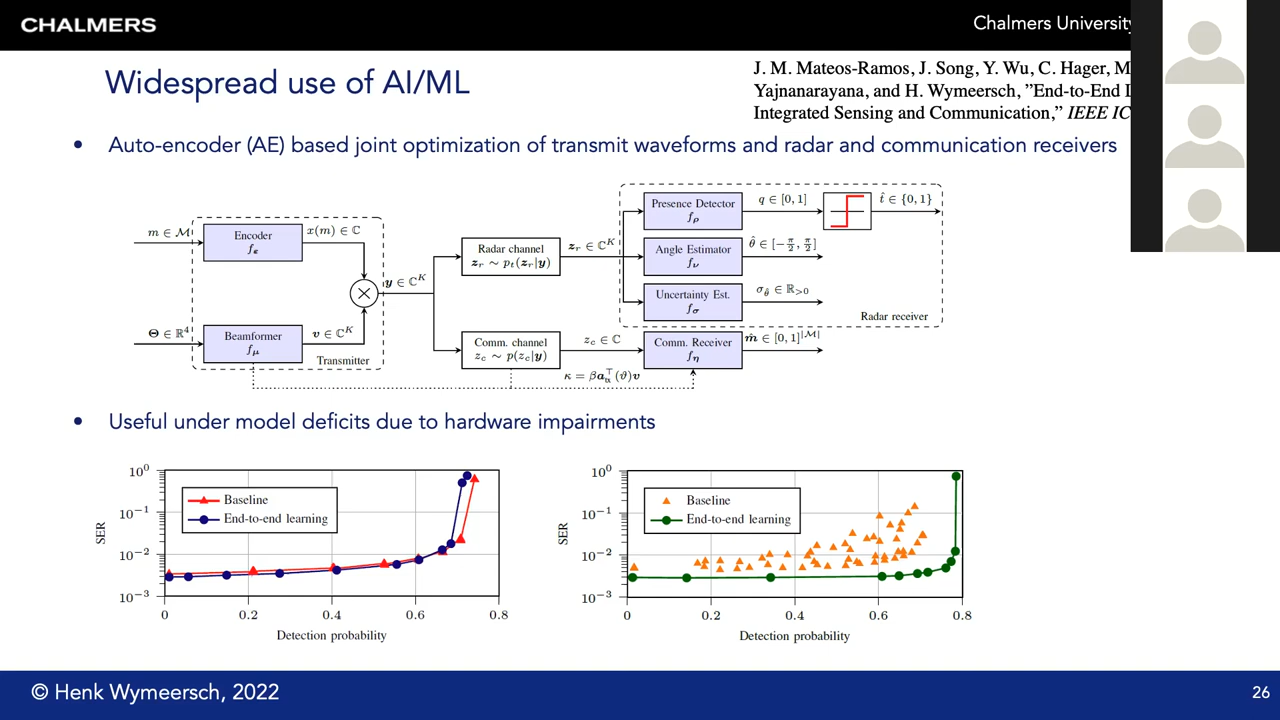 CHALMERS
Chalmers University
Widespread use of AI/ML
J. M. Mateos-Ramos, J. Song, Y. Wu, C. Hager, M
Yajnanarayana, and H. Wymeersch, ”End-to-End
Integrated Sensing and Communication,” IEEE IC
• Auto-encoder (AE) based joint optimization of transmit waveforms and radar and communication receivers
m ∈ ℳ
Encoder
f_ε
x(m) ∈ ℂ
Θ ∈ ℝ⁴
Beamformer
f_μ
v ∈ ℂ^K
Transmitter
×
y ∈ ℂ^K
Radar channel
z_r ∼ p_t(z_r|y)
z_r ∈ ℂ^K
Comm. channel
z_c ∼ p(z_c|y)
z_c ∈ ℂ
κ = βa_tx^⊤(ϑ)v
Presence Detector
f_ρ
q ∈ [0, 1]
t̂ ∈ {0, 1}
Angle Estimator
f_ν
θ̂ ∈ [−π/2, π/2]
Uncertainty Est.
f_σ
σ_θ̂ ∈ ℝ_>0
Radar receiver
Comm. Receiver
f_η
m̂ ∈ [0, 1]^|ℳ|
• Useful under model deficits due to hardware impairments
10⁰
10⁻¹
10⁻²
10⁻³
SER
Baseline
End-to-end learning
0 0.2 0.4 0.6 0.8
Detection probability
10⁰
10⁻¹
10⁻²
10⁻³
SER
Baseline
End-to-end learning
0 0.2 0.4 0.6 0.8
Detection probability
© Henk Wymeersch, 2022
26